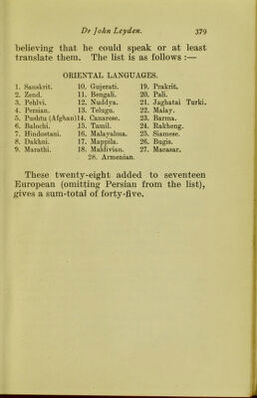 Dr John Leyden. 379
believing that he could speak or at least
translate them. The list is as follows :—
ORIENTAL LANGUAGES.
1. Sanskrit. 10. Gujerati. 19. Prakrit.
2. Zend. 11. Bengali. 20. Pali.
3. Pehlvi. 12. Nuddya. 21. Jaghatai Turki.
4. Persian. 13. Telugu. 22. Malay.
5. Pushtu (Afghan) 14. Canarese. 23. Barma.
6. Balochi. 15. Tamil. 24. Rakheng.
7. Hindostani. 16. Malayalma. 25. Siamese.
8. Dakhni. 17. Mappila. 26. Bugis.
9. Marathi. 18. Maldivian. 27. Macasar.
28. Armenian.
These twenty-eight added to seventeen
European (omitting Persian from the list),
gives a sum-total of forty-five.